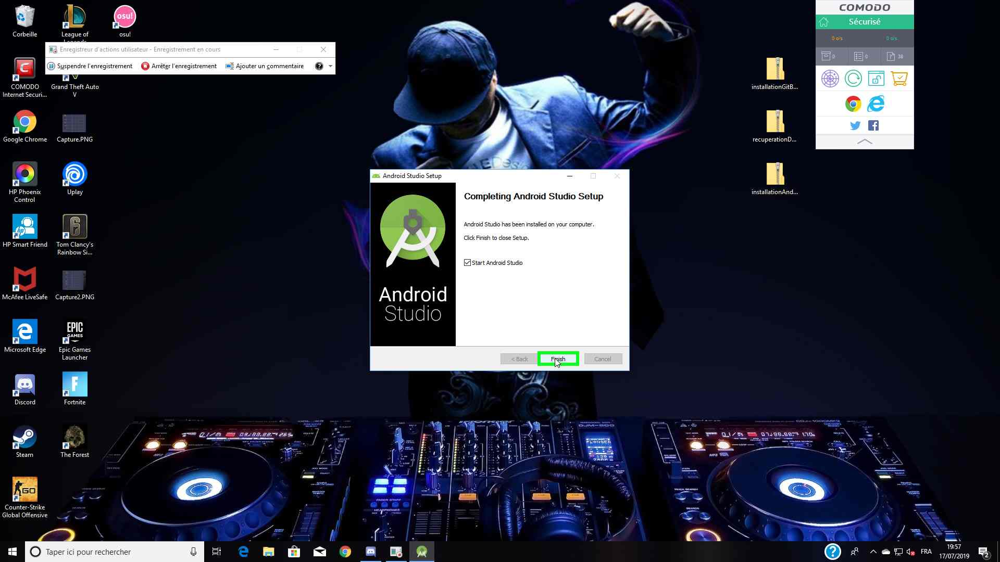 Corbeille
League of
Legends
osu!
osu!
Enregistreur d'actions utilisateur - Enregistrement en cours
Suspendre l'enregistrement
Arrêter l'enregistrement
Ajouter un commentaire
COMODO
Internet Securi...
Grand Theft Auto
V
Google Chrome
Capture.PNG
HP Phoenix
Control
Uplay
HP Smart Friend
Tom Clancy's
Rainbow Si...
McAfee LiveSafe
Capture2.PNG
Microsoft Edge
EPIC
GAMES
Epic Games
Launcher
Discord
Fortnite
Steam
The Forest
GO
Counter-Strike
Global Offensive
COMODO
Sécurisé
0 o/s
0 o/s
0
0
38
installationGitB...
recuperationD...
installationAnd...
Android Studio Setup
Android
Studio
Completing Android Studio Setup
Android Studio has been installed on your computer.
Click Finish to close Setup.
Start Android Studio
< Back
Finish
Cancel
Taper ici pour rechercher
FRA
19:57
17/07/2019
2